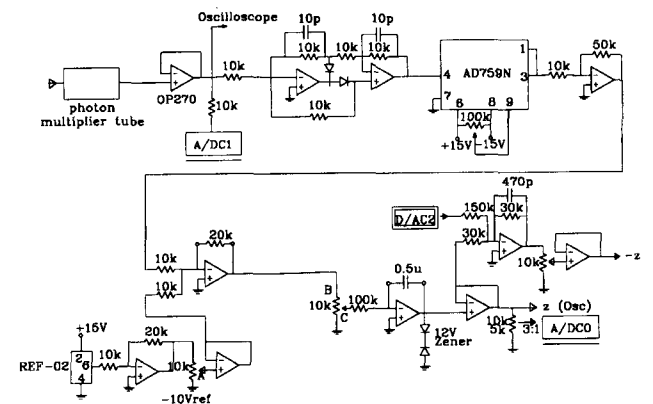 Oscilloscope
10p
10p
10k
10k
10k
10k
10k
OP270
photon
multiplier tube
10k
A/DC1
AD759N
1
4
3
7
6
8
9
100k
+15V
-15V
10k
50k
10k
20k
10k
D/AC2
150k
30k
470p
30k
10k
-z
B
10k
C
100k
0.5u
12V
Zener
z (Osc)
10k
5k
3:1
A/DC0
+15V
REF-02
2
6
4
10k
20k
10k
A
-10Vref